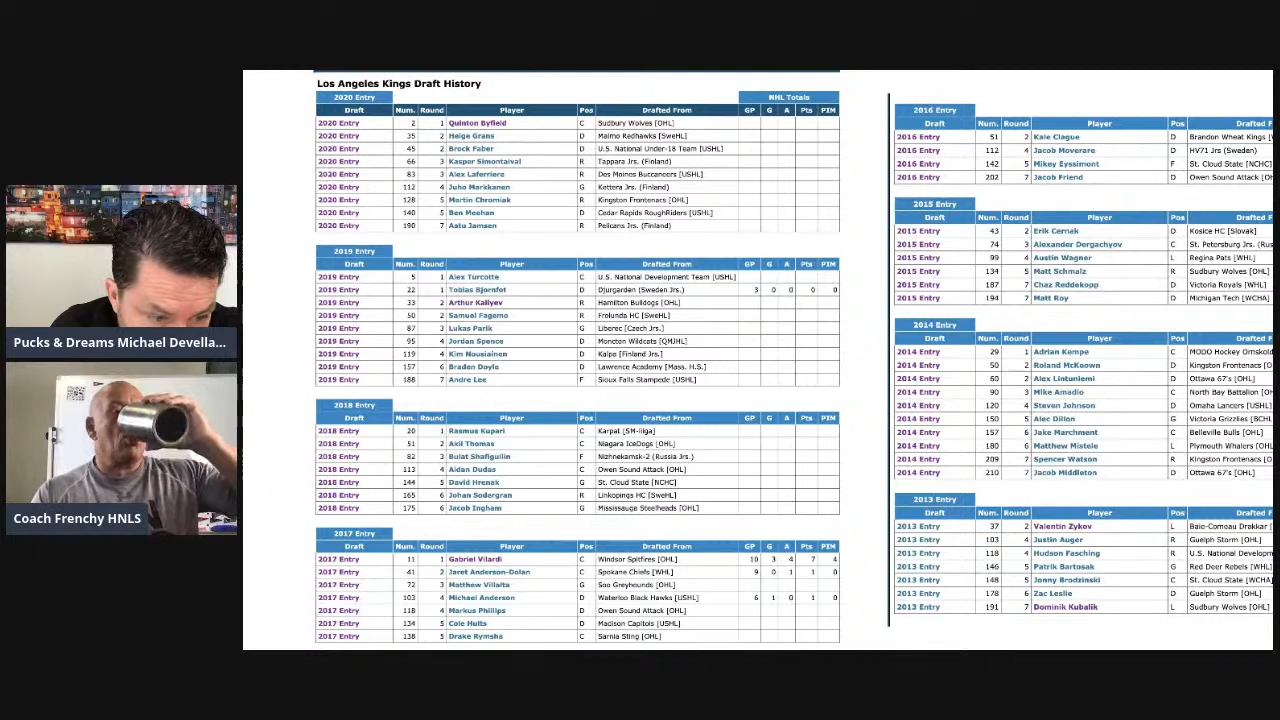 Los Angeles Kings Draft History
2020 Entry NHL Totals
Draft Num. Round Player Pos Drafted From GP G A Pts PIM
2020 Entry 2 1 Quinton Byfield C Sudbury Wolves [OHL]
2020 Entry 35 2 Helge Grans D Malmo Redhawks [SweHL]
2020 Entry 45 2 Brock Faber D U.S. National Under-18 Team [USHL]
2020 Entry 66 3 Kasper Simontaival R Tappara Jrs. (Finland)
2020 Entry 83 3 Alex Laferriere R Des Moines Buccaneers [USHL]
2020 Entry 112 4 Juho Markkanen G Kettera Jrs. (Finland)
2020 Entry 128 5 Martin Chromiak R Kingston Frontenacs [OHL]
2020 Entry 140 5 Ben Meehan D Cedar Rapids RoughRiders [USHL]
2020 Entry 190 7 Aatu Jamsen R Pelicans Jrs. (Finland)
2019 Entry
Draft Num. Round Player Pos Drafted From GP G A Pts PIM
2019 Entry 5 1 Alex Turcotte C U.S. National Development Team [USHL]
2019 Entry 22 1 Tobias Bjornfot D Djurgarden (Sweden Jrs.) 3 0 0 0 0
2019 Entry 33 2 Arthur Kaliyev R Hamilton Bulldogs [OHL]
2019 Entry 50 2 Samuel Fagemo R Frolunda HC [SweHL]
2019 Entry 87 3 Lukas Parik G Liberec [Czech Jrs.]
2019 Entry 95 4 Jordan Spence D Moncton Wildcats [QMJHL]
2019 Entry 119 4 Kim Nousiainen D Kalpa [Finland Jrs.]
2019 Entry 157 6 Braden Doyle D Lawrence Academy [Mass. H.S.]
2019 Entry 188 7 Andre Lee F Sioux Falls Stampede [USHL]
2018 Entry
Draft Num. Round Player Pos Drafted From GP G A Pts PIM
2018 Entry 20 1 Rasmus Kupari C Karpat [SM-liiga]
2018 Entry 51 2 Akil Thomas C Niagara IceDogs [OHL]
2018 Entry 82 3 Bulat Shafigullin F Nizhnekamsk-2 (Russia Jrs.)
2018 Entry 113 4 Aidan Dudas C Owen Sound Attack [OHL]
2018 Entry 144 5 David Hrenak G St. Cloud State [NCHC]
2018 Entry 165 6 Johan Sodergran R Linkopings HC [SweHL]
2018 Entry 175 6 Jacob Ingham G Mississauga Steelheads [OHL]
2017 Entry
Draft Num. Round Player Pos Drafted From GP G A Pts PIM
2017 Entry 11 1 Gabriel Vilardi C Windsor Spitfires [OHL] 10 3 4 7 4
2017 Entry 41 2 Jaret Anderson-Dolan C Spokane Chiefs [WHL] 9 0 1 1 0
2017 Entry 72 3 Matthew Villalta G Soo Greyhounds [OHL]
2017 Entry 103 4 Michael Anderson D Waterloo Black Hawks [USHL] 6 1 0 1 0
2017 Entry 118 4 Markus Phillips D Owen Sound Attack [OHL]
2017 Entry 134 5 Cole Hults D Madison Capitols [USHL]
2017 Entry 138 5 Drake Rymsha C Sarnia Sting [OHL]
2016 Entry
Draft Num. Round Player Pos Drafted F
2016 Entry 51 2 Kale Clague D Brandon Wheat Kings [W
2016 Entry 112 4 Jacob Moverare D HV71 Jrs (Sweden)
2016 Entry 142 5 Mikey Eyssimont F St. Cloud State [NCHC]
2016 Entry 202 7 Jacob Friend D Owen Sound Attack [OH
2015 Entry
Draft Num. Round Player Pos Drafted F
2015 Entry 43 2 Erik Cernak D Kosice HC [Slovak]
2015 Entry 74 3 Alexander Dergachyov C St. Petersburg Jrs. (Rus
2015 Entry 99 4 Austin Wagner L Regina Pats [WHL]
2015 Entry 134 5 Matt Schmalz R Sudbury Wolves [OHL]
2015 Entry 187 7 Chaz Reddekopp D Victoria Royals [WHL]
2015 Entry 194 7 Matt Roy D Michigan Tech [WCHA]
2014 Entry
Draft Num. Round Player Pos Drafted F
2014 Entry 29 1 Adrian Kempe C MODO Hockey Ornskold
2014 Entry 50 2 Roland McKeown D Kingston Frontenacs [O
2014 Entry 60 2 Alex Lintuniemi D Ottawa 67's [OHL]
2014 Entry 90 3 Mike Amadio C North Bay Battalion [OH
2014 Entry 120 4 Steven Johnson D Omaha Lancers [USHL]
2014 Entry 150 5 Alec Dillon G Victoria Grizzlies [BCHL
2014 Entry 157 6 Jake Marchment C Belleville Bulls [OHL]
2014 Entry 180 6 Matthew Mistele L Plymouth Whalers [OHL
2014 Entry 209 7 Spencer Watson R Kingston Frontenacs [O
2014 Entry 210 7 Jacob Middleton D Ottawa 67's [OHL]
2013 Entry
Draft Num. Round Player Pos Drafted F
2013 Entry 37 2 Valentin Zykov L Baie-Comeau Drakkar [
2013 Entry 103 4 Justin Auger R Guelph Storm [OHL]
2013 Entry 118 4 Hudson Fasching R U.S. National Developm
2013 Entry 146 5 Patrik Bartosak G Red Deer Rebels [WHL]
2013 Entry 148 5 Jonny Brodzinski C St. Cloud State [WCHA]
2013 Entry 178 6 Zac Leslie D Guelph Storm [OHL]
2013 Entry 191 7 Dominik Kubalik L Sudbury Wolves [OHL]
Pucks & Dreams Michael Devella...
Coach Frenchy HNLS